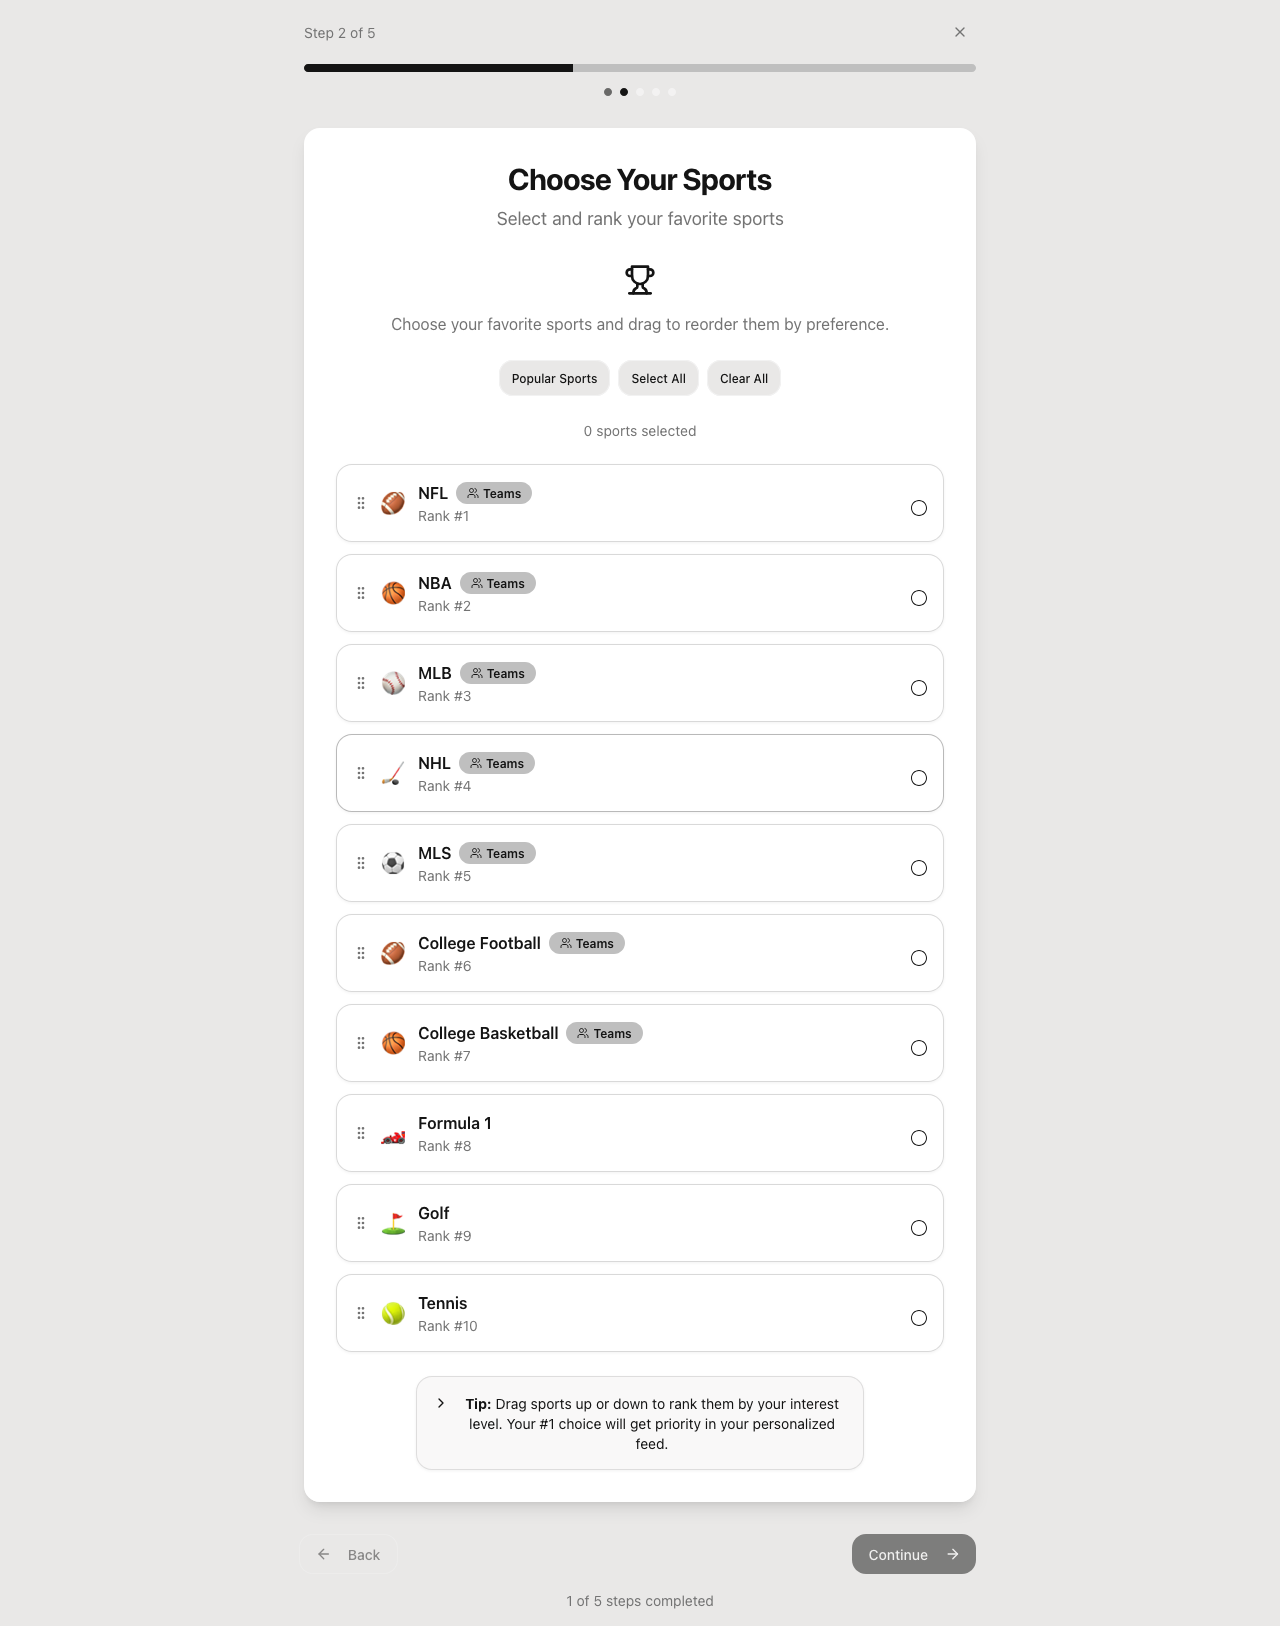 Step 2 of 5
Choose Your Sports
Select and rank your favorite sports
Choose your favorite sports and drag to reorder them by preference.
Popular Sports
Select All
Clear All
0 sports selected
NFL Teams
Rank #1
NBA Teams
Rank #2
MLB Teams
Rank #3
NHL Teams
Rank #4
MLS Teams
Rank #5
College Football Teams
Rank #6
College Basketball Teams
Rank #7
Formula 1
Rank #8
Golf
Rank #9
Tennis
Rank #10
Tip: Drag sports up or down to rank them by your interest
level. Your #1 choice will get priority in your personalized
feed.
Back
Continue
1 of 5 steps completed